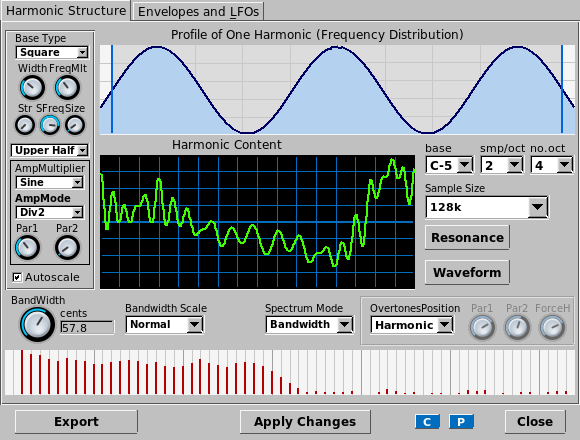 Harmonic Structure Envelopes and LFOs
Base Type
Square
Width FreqMlt
Str SFreq Size
Upper Half
AmpMultiplier
Sine
AmpMode
Div2
Par1 Par2
Autoscale
Profile of One Harmonic (Frequency Distribution)
Harmonic Content
base smp/oct no.oct
C-5 2 4
Sample Size
128k
Resonance
Waveform
BandWidth
cents
57.8
Bandwidth Scale
Normal
Spectrum Mode
Bandwidth
OvertonesPosition
Harmonic
Par1 Par2 ForceH
Export Apply Changes C P Close